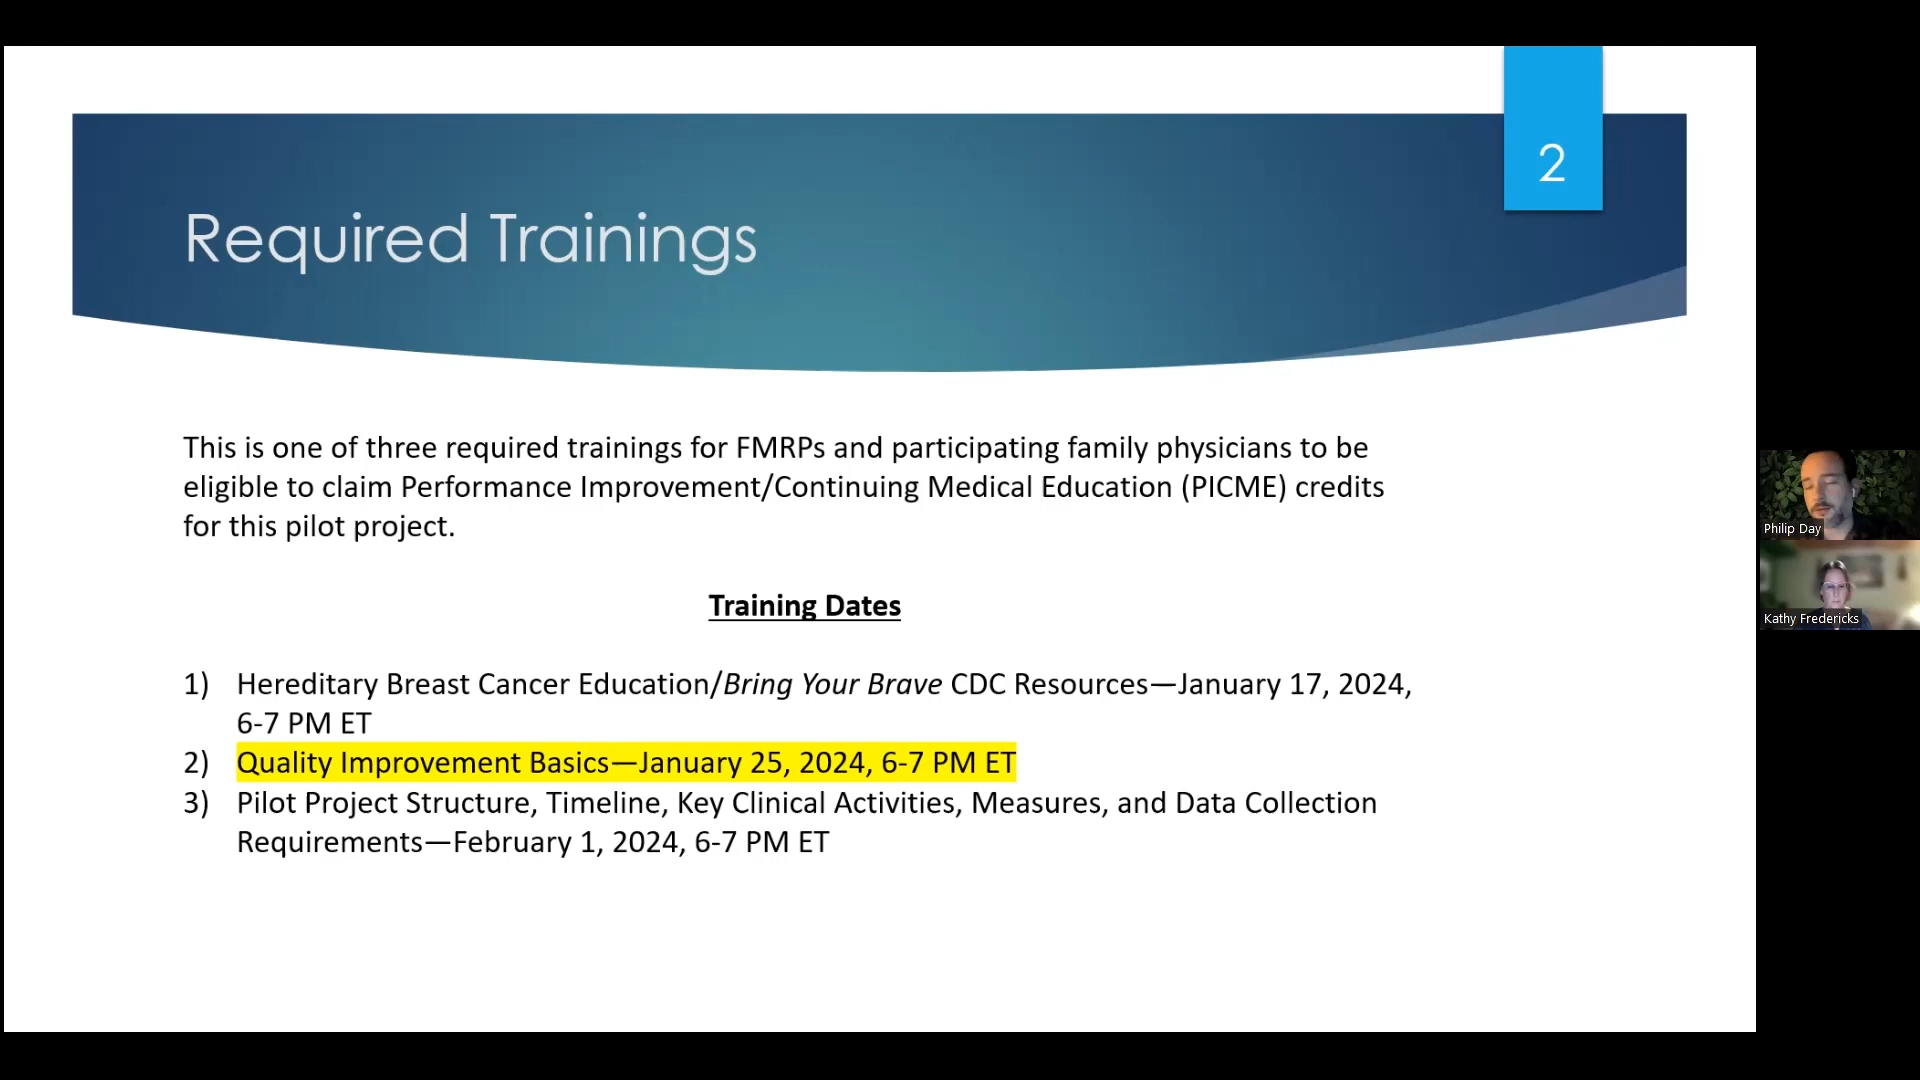 2
Required Trainings
This is one of three required trainings for FMRPs and participating family physicians to be
eligible to claim Performance Improvement/Continuing Medical Education (PICME) credits
for this pilot project.
Training Dates
1) Hereditary Breast Cancer Education/Bring Your Brave CDC Resources—January 17, 2024,
6-7 PM ET
2) Quality Improvement Basics—January 25, 2024, 6-7 PM ET
3) Pilot Project Structure, Timeline, Key Clinical Activities, Measures, and Data Collection
Requirements—February 1, 2024, 6-7 PM ET
Philip Day
Kathy Fredericks